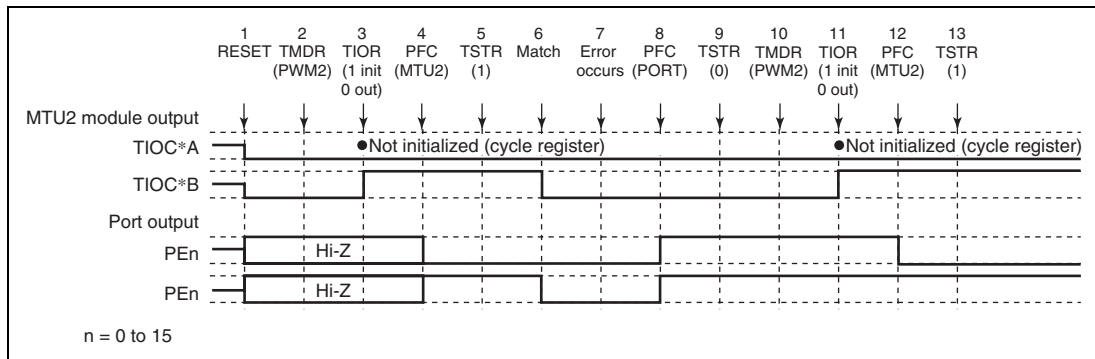 1 2 3 4 5 6 7 8 9 10 11 12 13
RESET TMDR TIOR PFC TSTR Match Error PFC TSTR TMDR TIOR PFC TSTR
(PWM2) (1 init (MTU2) (1) occurs (PORT) (0) (PWM2) (1 init (MTU2) (1)
0 out) 0 out)
MTU2 module output
TIOC*A ●Not initialized (cycle register) ●Not initialized (cycle register)
TIOC*B
Port output
PEn Hi-Z
PEn Hi-Z
n = 0 to 15